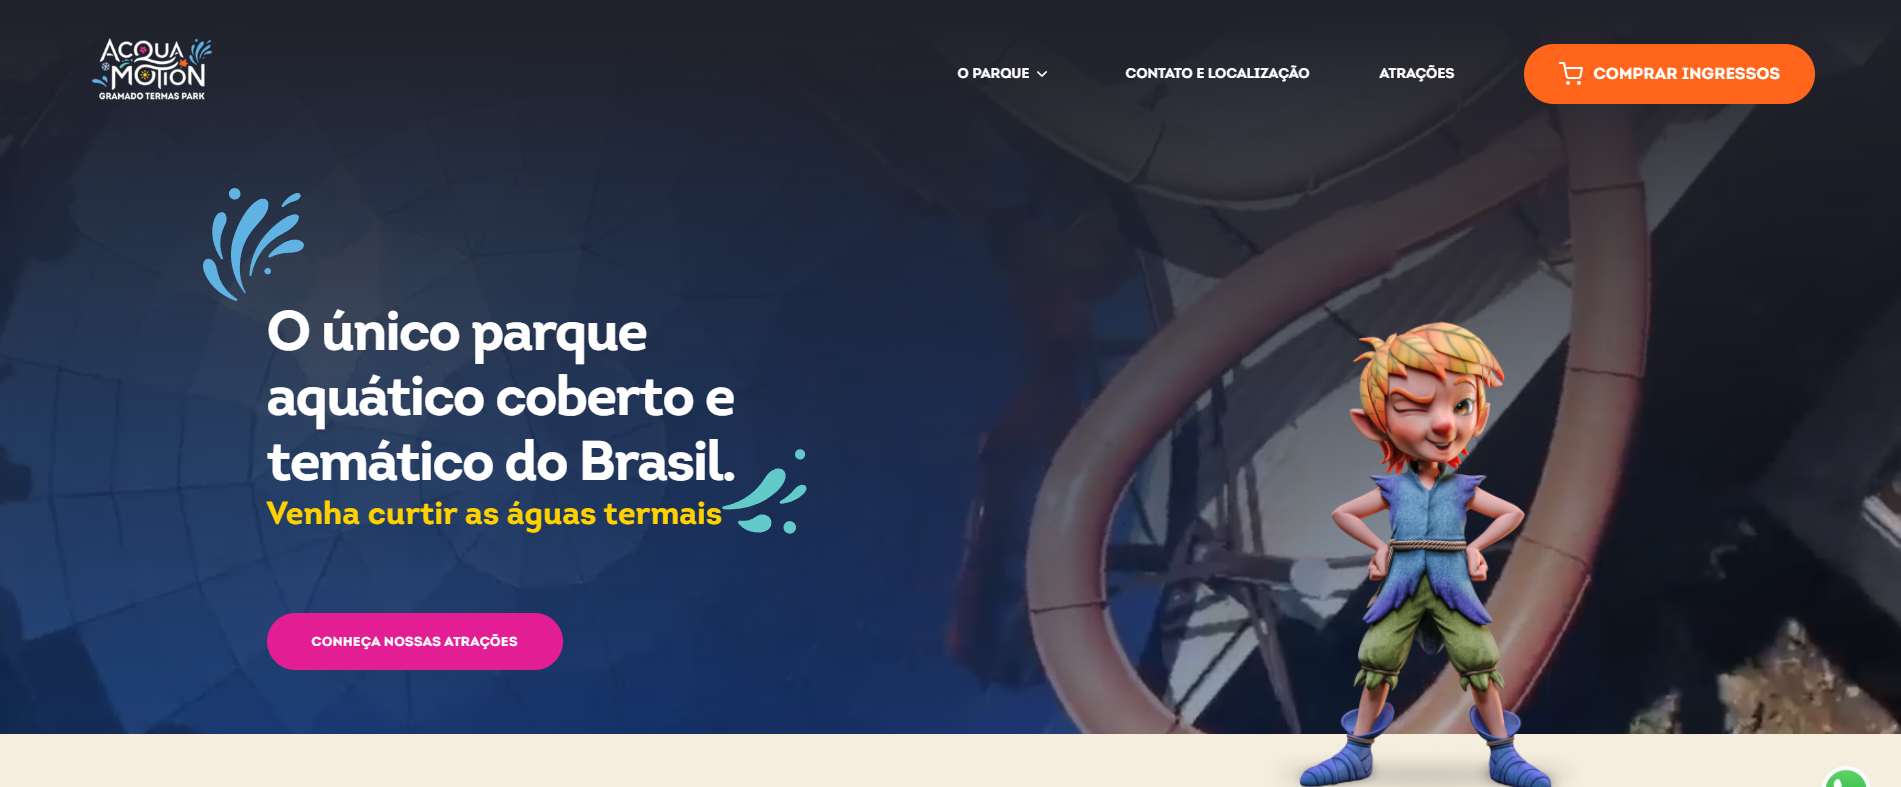 ACQUA
MOTION
GRAMADO TERMAS PARK
O PARQUE
CONTATO E LOCALIZAÇÃO
ATRAÇÕES
COMPRAR INGRESSOS
O único parque
aquático coberto e
temático do Brasil.
Venha curtir as águas termais
CONHEÇA NOSSAS ATRAÇÕES